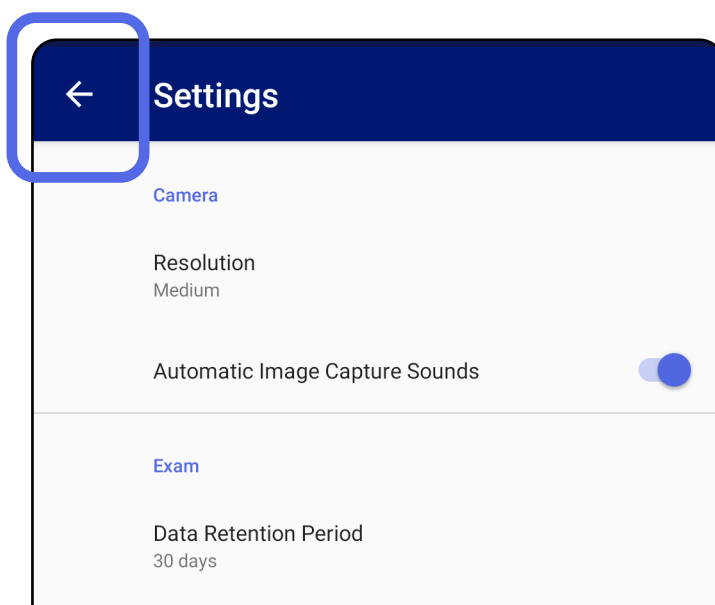 Settings
Camera
Resolution
Medium
Automatic Image Capture Sounds
Exam
Data Retention Period
30 days